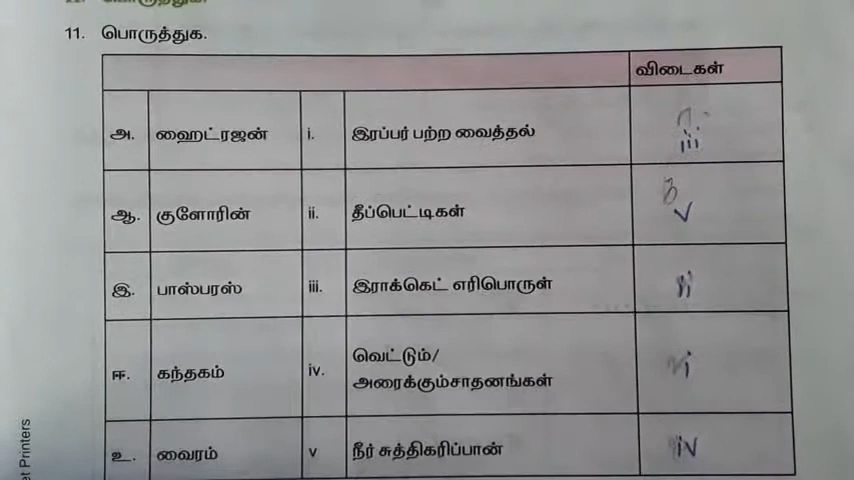 11. பொருத்துக.
விடைகள்
அ. ஹைட்ரஜன் i. இரப்பர் பற்ற வைத்தல் iii
ஆ. குளோரின் ii. தீப்பெட்டிகள் v
இ. பாஸ்பரஸ் iii. இராக்கெட் எரிபொருள் ii
ஈ. கந்தகம் iv. வெட்டும்/
அரைக்கும்சாதனங்கள் i
உ. வைரம் v நீர் சுத்திகரிப்பான் iv
et Printers